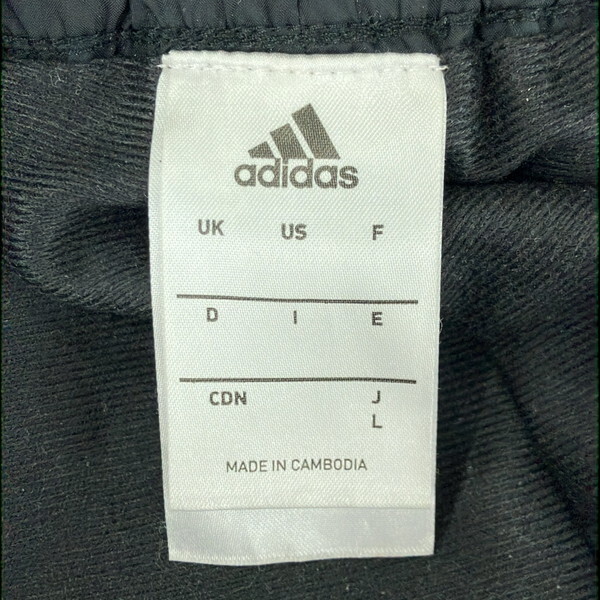 adidas
UK US F
D I E
CDN J
L
MADE IN CAMBODIA